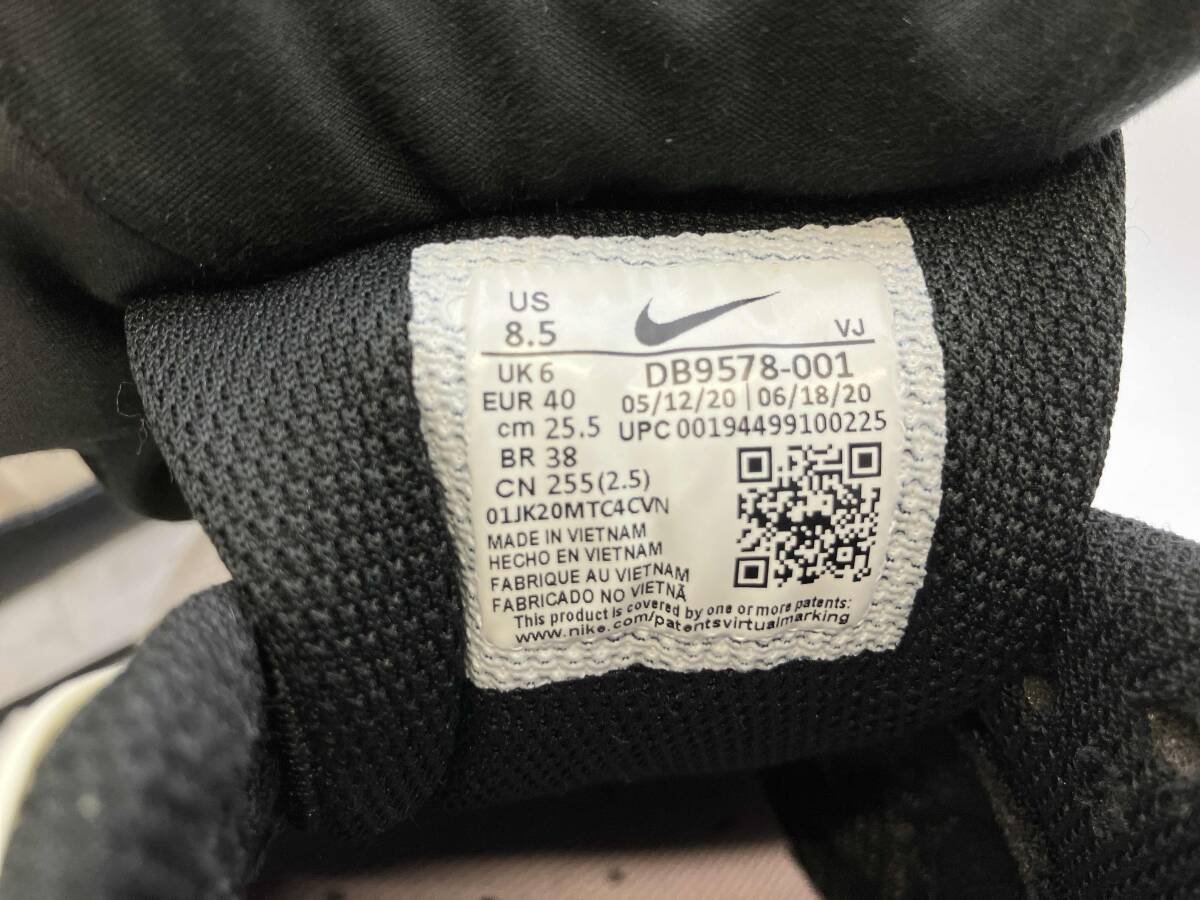 US
8.5
VJ
UK 6
DB9578-001
EUR 40
05/12/20 | 06/18/20
cm 25.5
UPC 00194499100225
BR 38
CN 255(2.5)
01JK20MTC4CVN
MADE IN VIETNAM
HECHO EN VIETNAM
FABRIQUE AU VIETNAM
FABRICADO NO VIETNÃ
This product is covered by one or more patents:
www.nike.com/patentsvirtualmarking